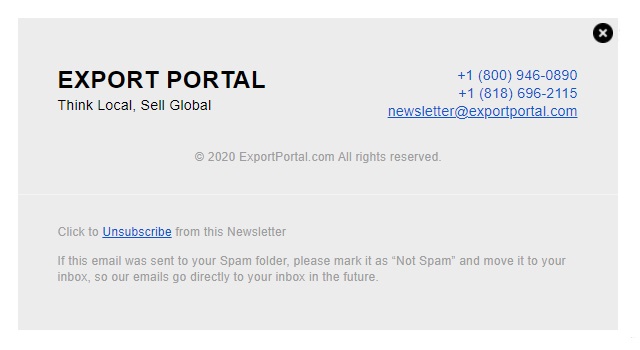 EXPORT PORTAL
Think Local, Sell Global
+1 (800) 946-0890
+1 (818) 696-2115
newsletter@exportportal.com
© 2020 ExportPortal.com All rights reserved.
Click to Unsubscribe from this Newsletter
If this email was sent to your Spam folder, please mark it as “Not Spam” and move it to your
inbox, so our emails go directly to your inbox in the future.